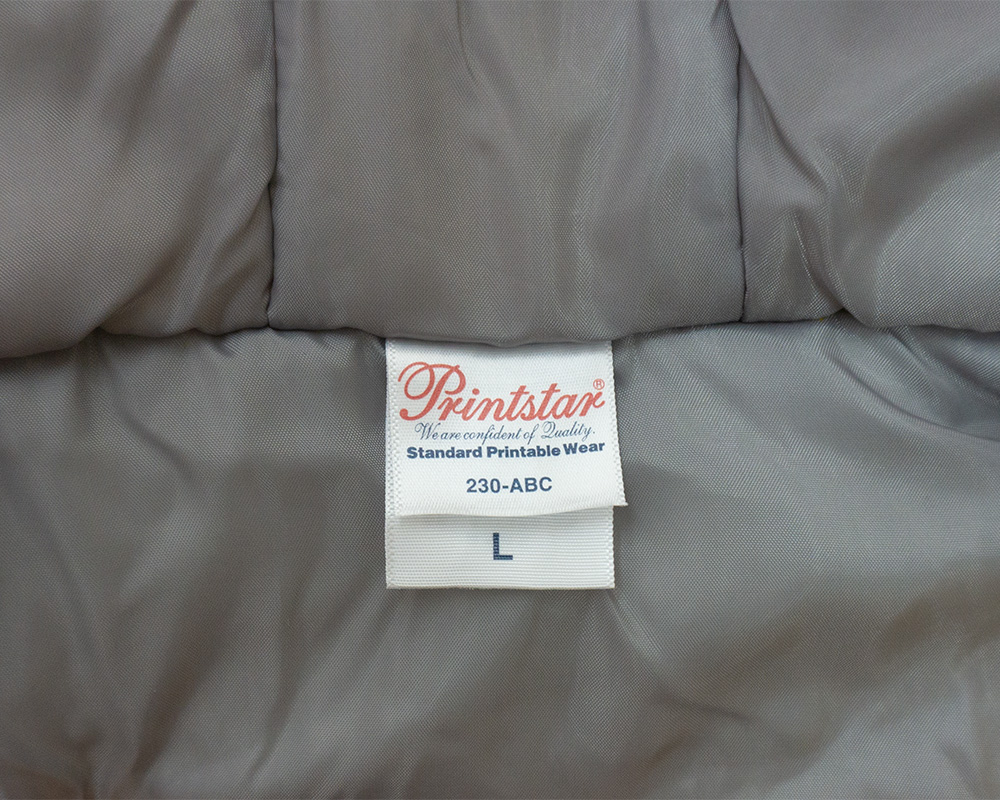 Printstar®
We are confident of Quality.
Standard Printable Wear
230-ABC
L